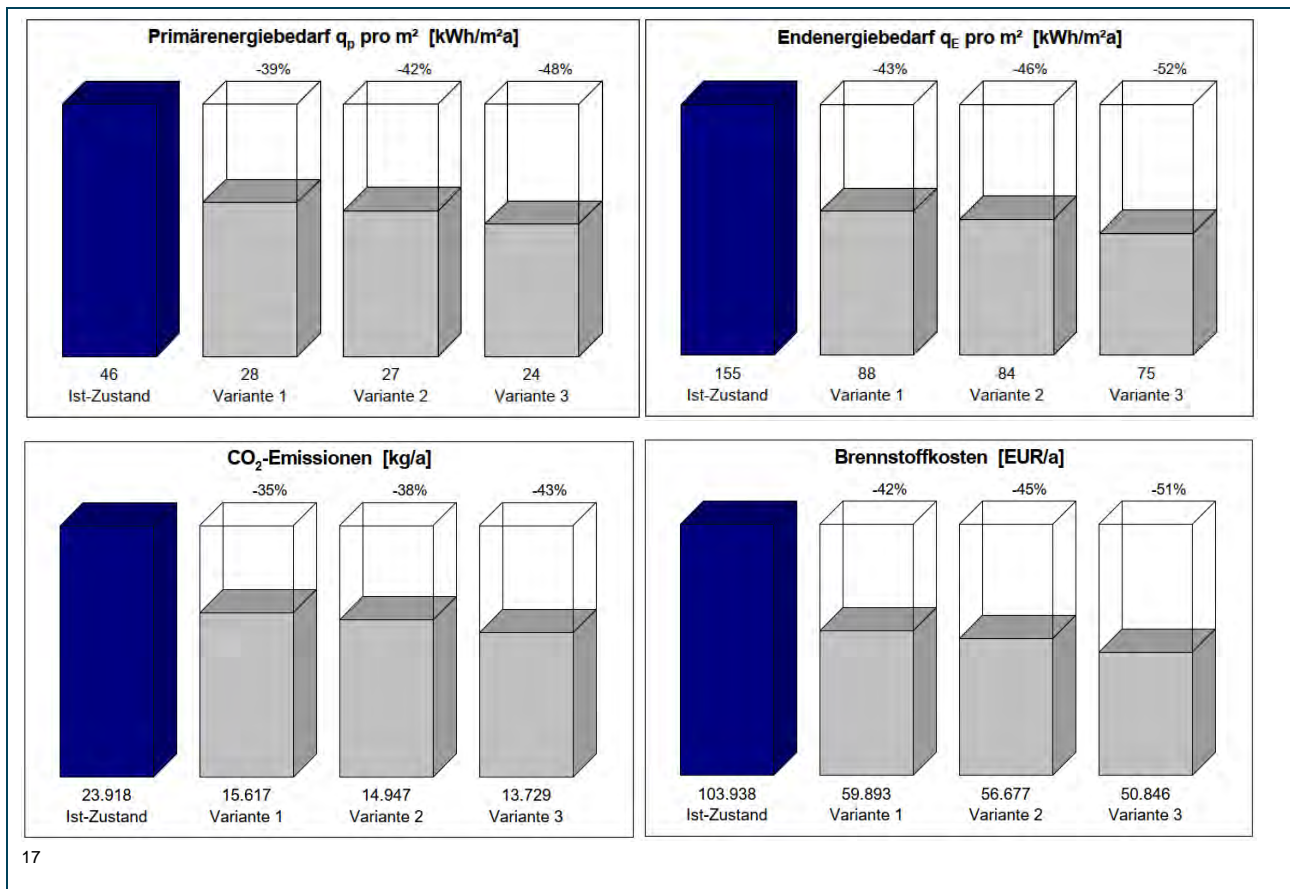 Primärenergiebedarf qp pro m² [kWh/m²a]
-39% -42% -48%
46 28 27 24
Ist-Zustand Variante 1 Variante 2 Variante 3
Endenergiebedarf qE pro m² [kWh/m²a]
-43% -46% -52%
155 88 84 75
Ist-Zustand Variante 1 Variante 2 Variante 3
CO2-Emissionen [kg/a]
-35% -38% -43%
23.918 15.617 14.947 13.729
Ist-Zustand Variante 1 Variante 2 Variante 3
Brennstoffkosten [EUR/a]
-42% -45% -51%
103.938 59.893 56.677 50.846
Ist-Zustand Variante 1 Variante 2 Variante 3
17